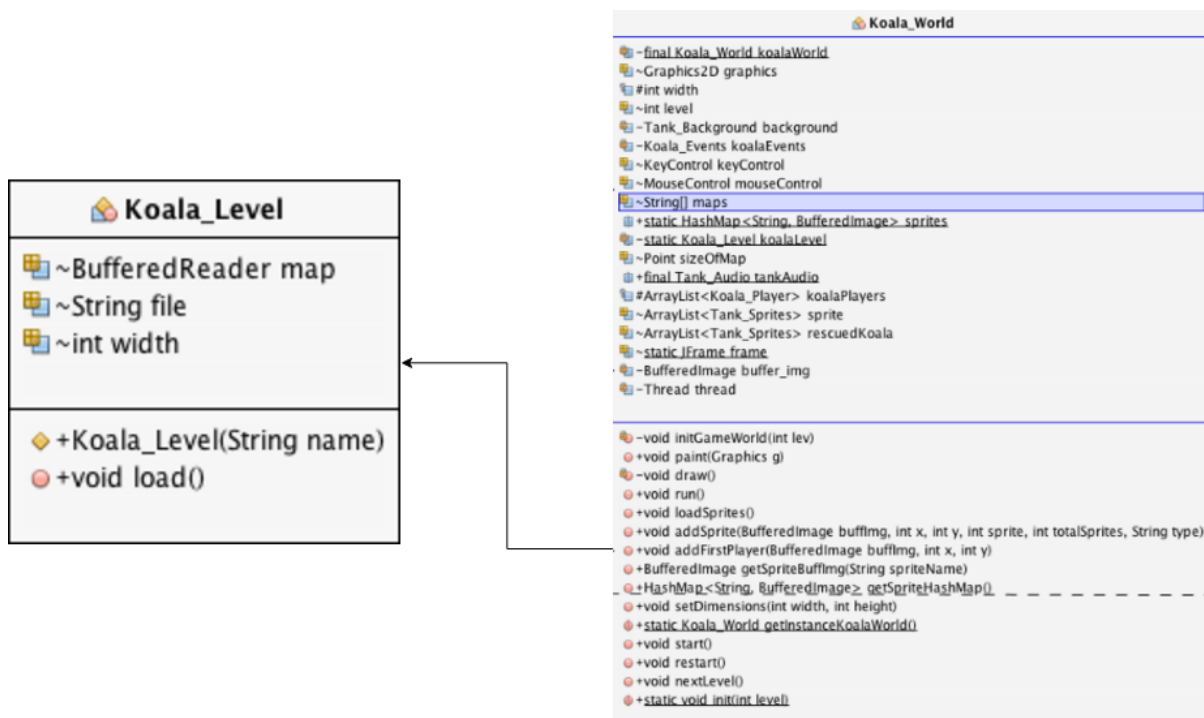 Koala_Level
~BufferedReader map
~String file
~int width
+Koala_Level(String name)
+void load()
Koala_World
-final Koala_World koalaWorld
~Graphics2D graphics
#int width
~int level
-Tank_Background background
-Koala_Events koalaEvents
~KeyControl keyControl
~MouseControl mouseControl
~String[] maps
+static HashMap<String, BufferedImage> sprites
-static Koala_Level koalaLevel
~Point sizeOfMap
+final Tank_Audio tankAudio
#ArrayList<Koala_Player> koalaPlayers
~ArrayList<Tank_Sprites> sprite
~ArrayList<Tank_Sprites> rescuedKoala
~static JFrame frame
-BufferedImage buffer_img
-Thread thread
-void initGameWorld(int lev)
+void paint(Graphics g)
-void draw()
+void run()
+void loadSprites()
+void addSprite(BufferedImage buffImg, int x, int y, int sprite, int totalSprites, String type)
+void addFirstPlayer(BufferedImage buffImg, int x, int y)
+BufferedImage getSpriteBuffImg(String spriteName)
+HashMap<String, BufferedImage> getSpriteHashMap()
+void setDimensions(int width, int height)
+static Koala_World getInstanceKoalaWorld()
+void start()
+void restart()
+void nextLevel()
+static void init(int level)